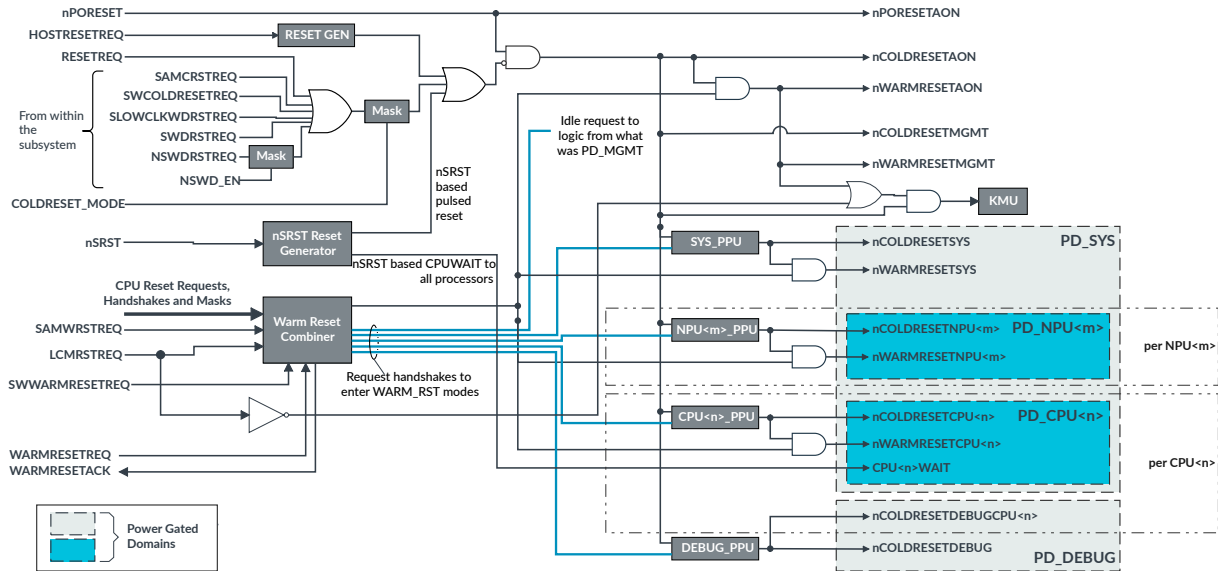 nPORESET
nPORESETAON
HOSTRESETREQ
RESET GEN
RESETREQ
nCOLDRESETAON
SAMCRSTREQ
SWCOLDRESETREQ
SLOWCLKWDRSTREQ
SWDRSTREQ
NSWDRSTREQ
NSWD_EN
From within
the
subsystem
Mask
Mask
nWARMRESETAON
Idle request to
logic from what
was PD_MGMT
nCOLDRESETMGMT
nWARMRESETMGMT
COLDRESET_MODE
nSRST
based
pulsed
reset
KMU
nSRST
nSRST Reset
Generator
nSRST based CPUWAIT to
all processors
SYS_PPU
nCOLDRESETSYS
PD_SYS
nWARMRESETSYS
CPU Reset Requests,
Handshakes and Masks
SAMWRSTREQ
LCMRSTREQ
Warm Reset
Combiner
SWWARMRESETREQ
Request handshakes to
enter WARM_RST modes
NPU<m>_PPU
nCOLDRESETNPU<m>
PD_NPU<m>
nWARMRESETNPU<m>
per NPU<m>
CPU<n>_PPU
nCOLDRESETCPU<n>
PD_CPU<n>
nWARMRESETCPU<n>
CPU<n>WAIT
per CPU<n>
WARMRESETREQ
WARMRESETACK
Power Gated
Domains
nCOLDRESETDEBUGCPU<n>
DEBUG_PPU
nCOLDRESETDEBUG
PD_DEBUG